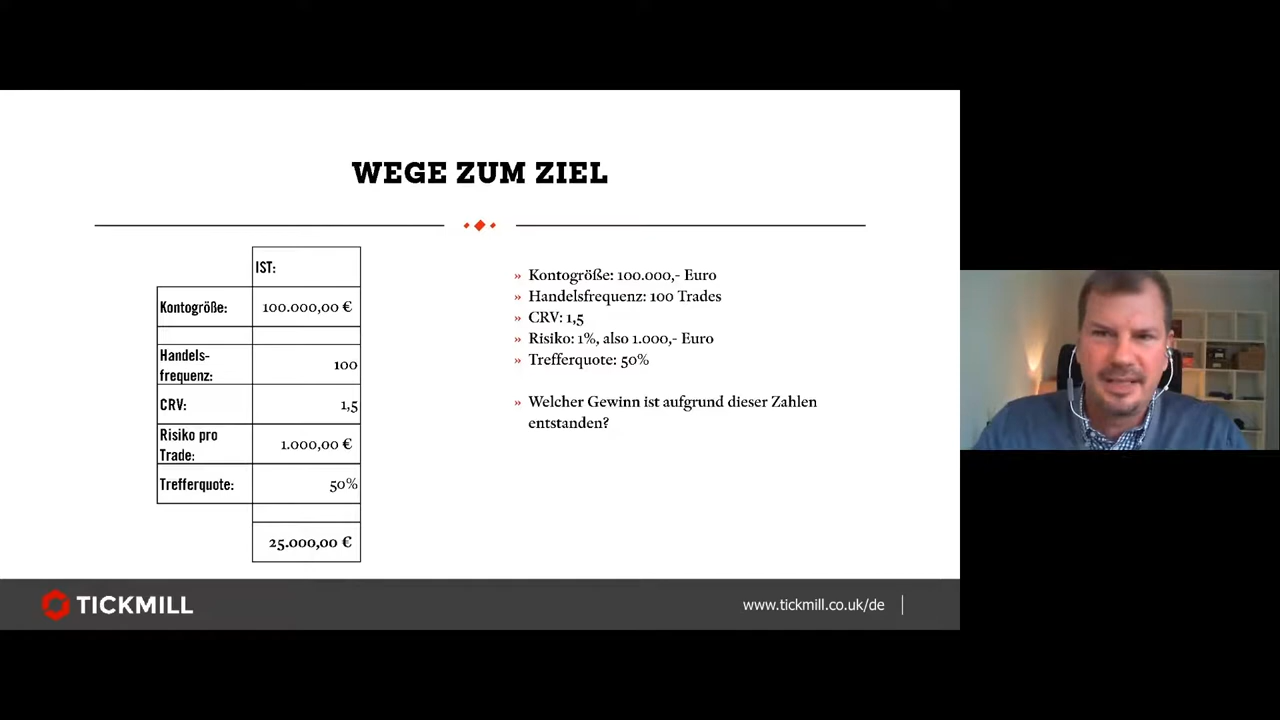 WEGE ZUM ZIEL
IST:
Kontogröße: 100.000,00 €
Handels-
frequenz: 100
CRV: 1,5
Risiko pro
Trade: 1.000,00 €
Trefferquote: 50%
25.000,00 €
» Kontogröße: 100.000,- Euro
» Handelsfrequenz: 100 Trades
» CRV: 1,5
» Risiko: 1%, also 1.000,- Euro
» Trefferquote: 50%
» Welcher Gewinn ist aufgrund dieser Zahlen
entstanden?
TICKMILL
www.tickmill.co.uk/de